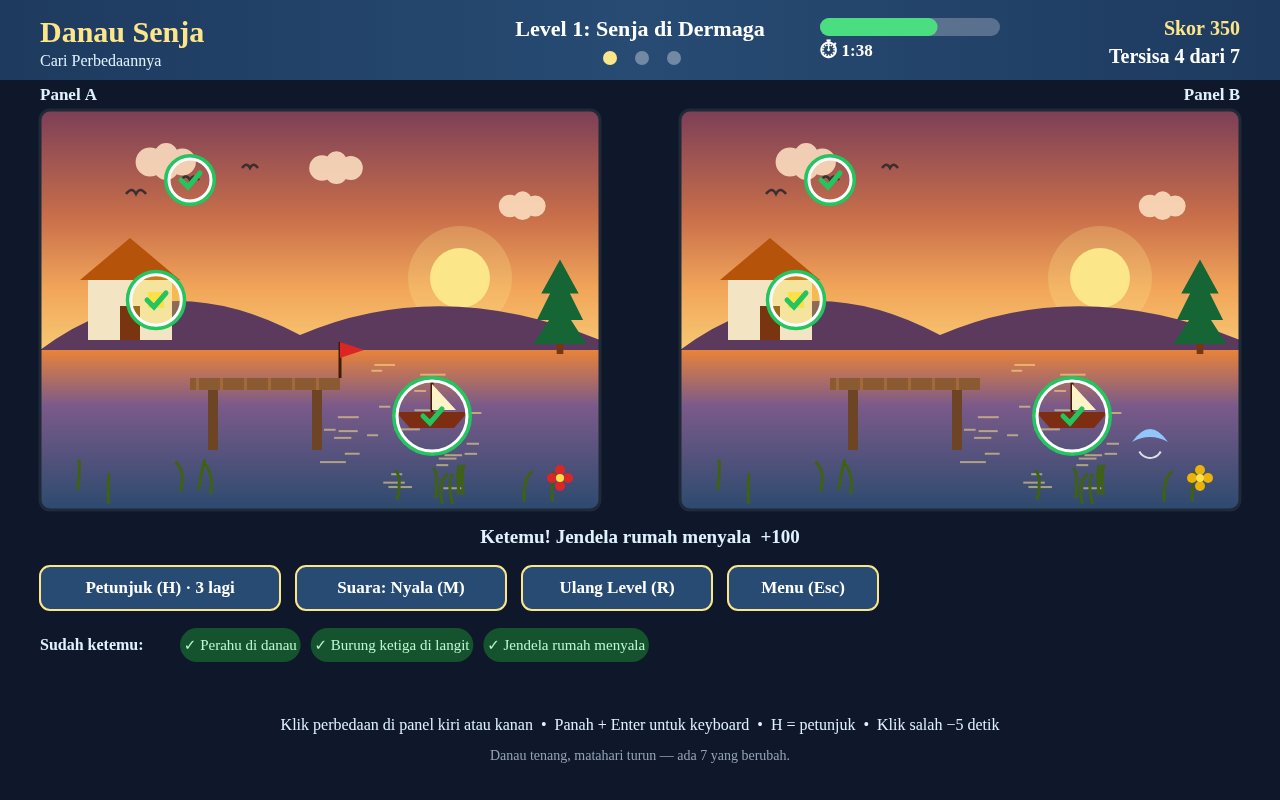 Danau Senja
Cari Perbedaannya
Level 1: Senja di Dermaga
⏱ 1:38
Skor 350
Tersisa 4 dari 7
Panel A
Panel B
Ketemu! Jendela rumah menyala +100
Petunjuk (H) · 3 lagi
Suara: Nyala (M)
Ulang Level (R)
Menu (Esc)
Sudah ketemu:
✓ Perahu di danau
✓ Burung ketiga di langit
✓ Jendela rumah menyala
Klik perbedaan di panel kiri atau kanan • Panah + Enter untuk keyboard • H = petunjuk • Klik salah −5 detik
Danau tenang, matahari turun — ada 7 yang berubah.